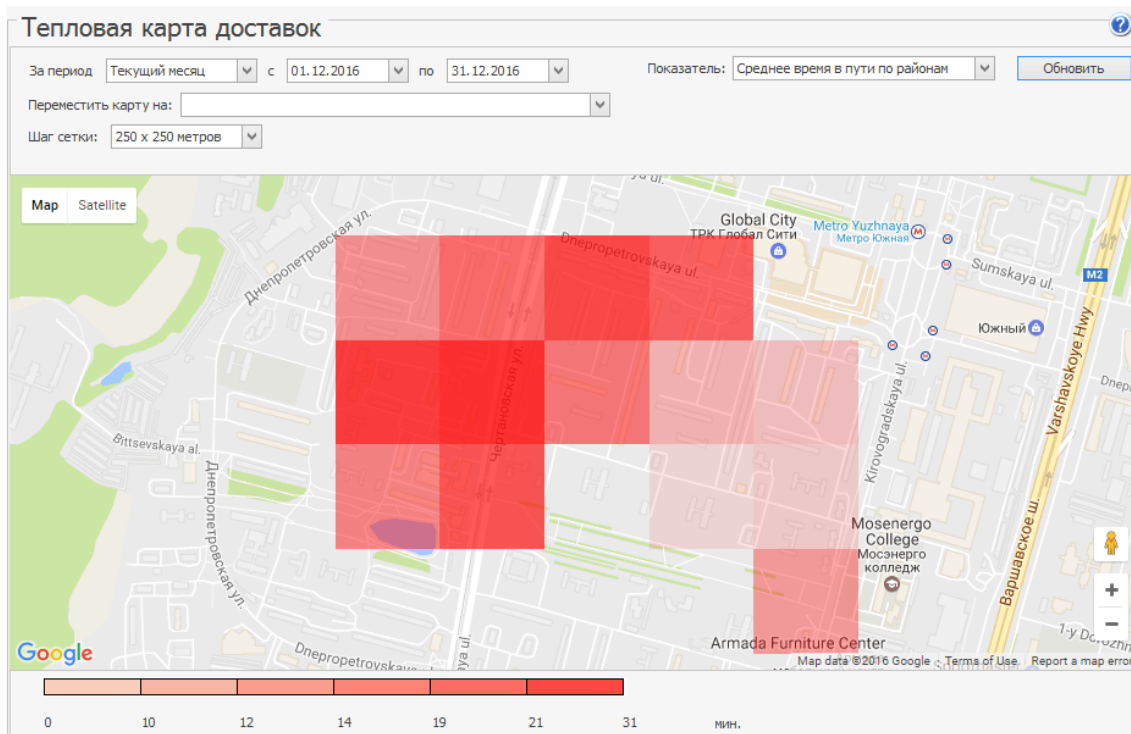 Тепловая карта доставок
За период Текущий месяц с 01.12.2016 по 31.12.2016 Показатель: Среднее время в пути по районам Обновить
Переместить карту на:
Шаг сетки: 250 x 250 метров
Map Satellite
Днепропетровская ул.
Dnepropetrovskaya ul.
Global City
ТРК Глобал Сити
Metro Yuzhnaya
Метро Южная
Sumskaya ul.
M2
Южный
Varshavskoye Hwy
Чертановская ул.
Kirovogradskaya ul.
Bittsevskaya al.
Днепропетровская ул.
Mosenergo
College
Мосэнерго
колледж
Варшавское ш.
Armada Furniture Center
Google
Map data ©2016 Google Terms of Use Report a map error
0 10 12 14 19 21 31 мин.